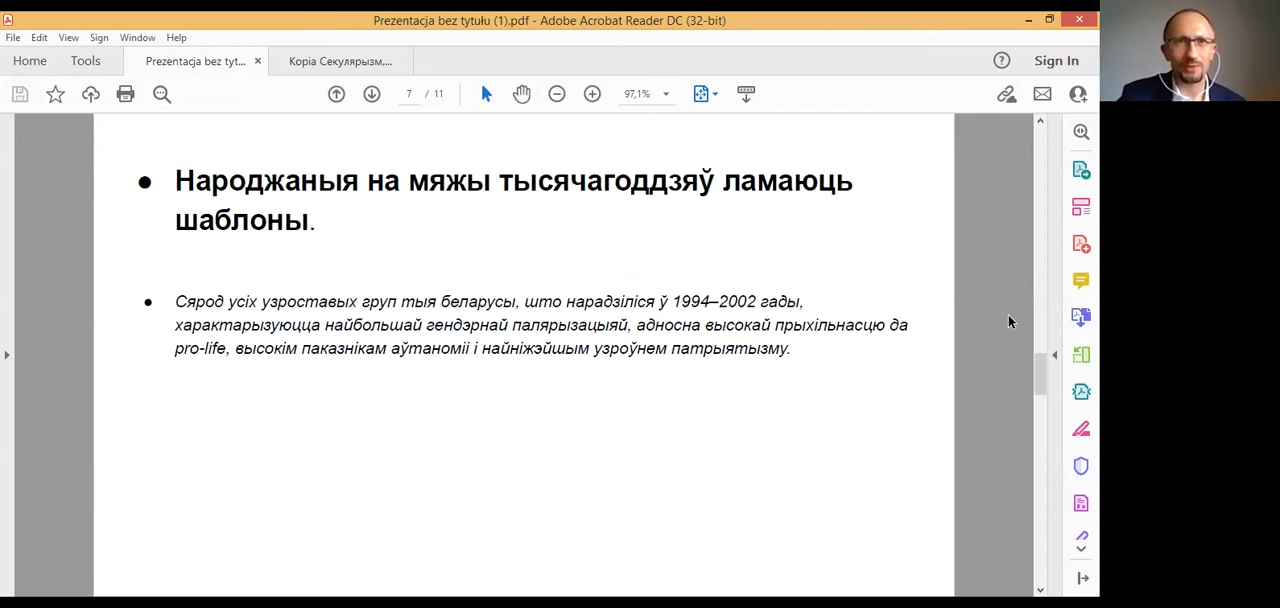 Prezentacja bez tytułu (1).pdf - Adobe Acrobat Reader DC (32-bit)
File Edit View Sign Window Help
Home Tools Prezentacja bez tyt... × Копіа Секулярызм,... Sign In
7 / 11 97,1%
● Народжаныя на мяжы тысячагоддзяў ламаюць
шаблоны.
● Сярод усіх узроставых груп тыя беларусы, што нарадзіліся ў 1994–2002 гады,
характарызуюцца найбольшай гендэрнай палярызацыяй, адносна высокай прыхільнасцю да
pro-life, высокім паказнікам аўтаноміі і найніжэйшым узроўнем патрыятызму.